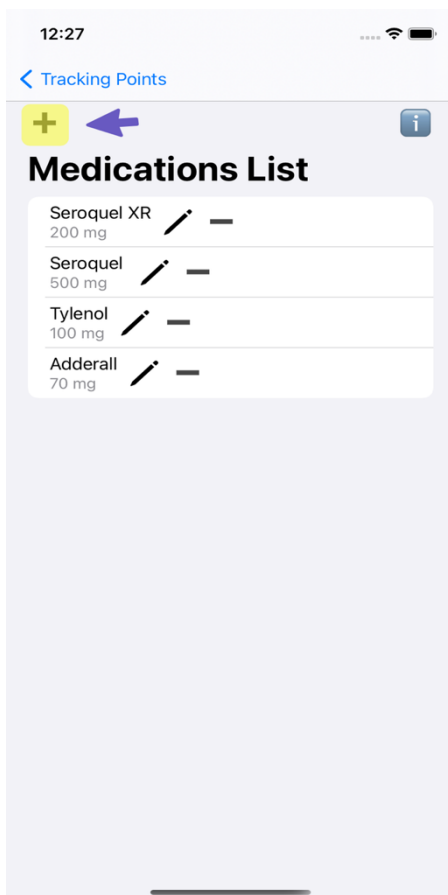 12:27
Tracking Points
i
Medications List
Seroquel XR
200 mg
Seroquel
500 mg
Tylenol
100 mg
Adderall
70 mg